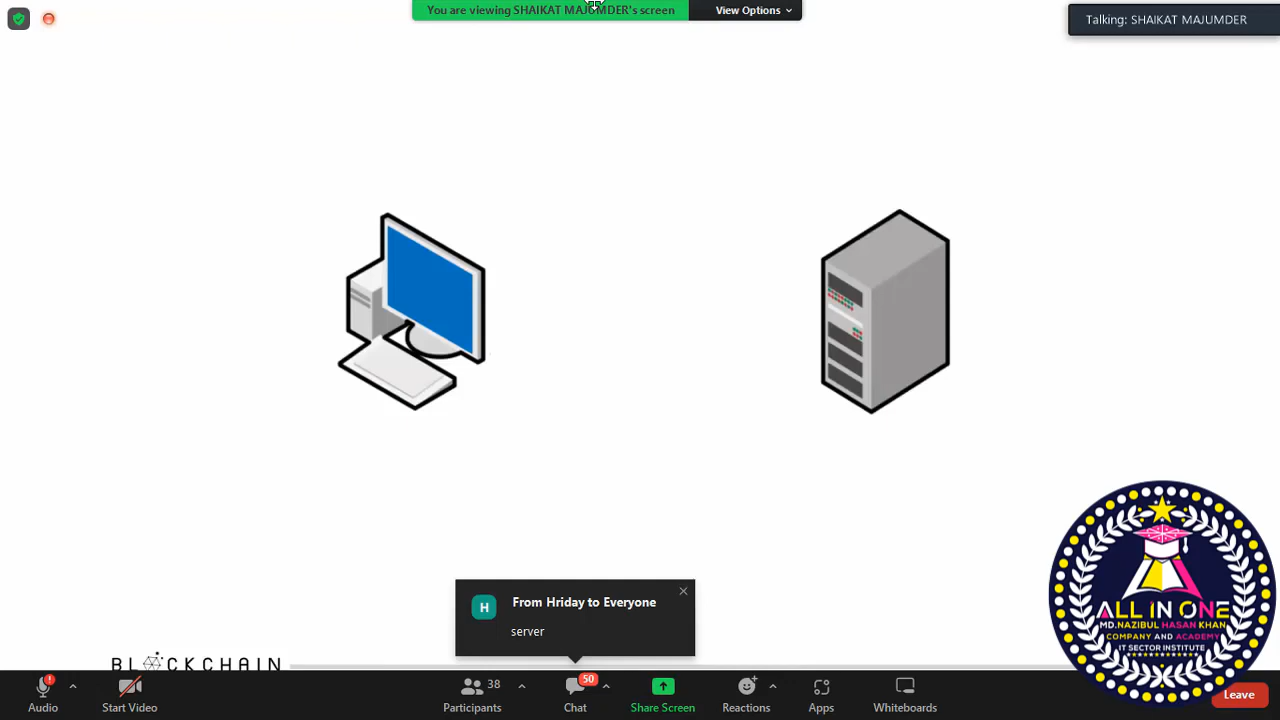 You are viewing SHAIKAT MAJUMDER's screen
View Options
Talking: SHAIKAT MAJUMDER
H
From Hriday to Everyone
server
BLOCKCHAIN
ALL IN ONE
MD.NAZIBUL HASAN KHAN
COMPANY AND ACADEMY
IT SECTOR INSTITUTE
38
50
Audio
Start Video
Participants
Chat
Share Screen
Reactions
Apps
Whiteboards
Leave